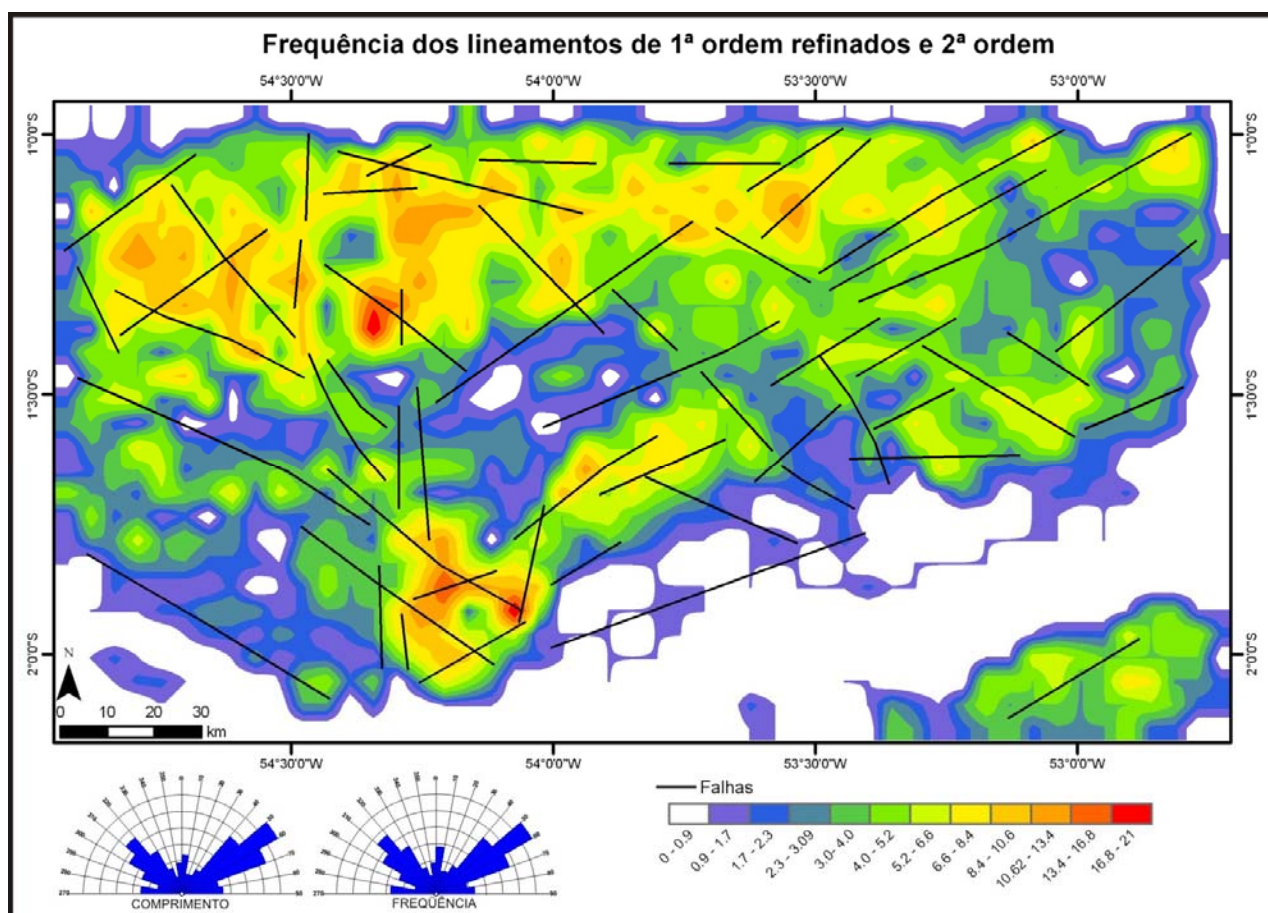 Frequência dos lineamentos de 1ª ordem refinados e 2ª ordem
54°30'0"W 54°0'0"W 53°30'0"W 53°0'0"W
1°0'0"S 1°0'0"S
1°30'0"S 1°30'0"S
2°0'0"S 2°0'0"S
N
0 10 20 30
km
54°30'0"W 54°0'0"W 53°30'0"W 53°0'0"W
Falhas
0 - 0.9
0.9 - 1.7
1.7 - 2.3
2.3 - 3.09
3.0 - 4.0
4.0 - 5.2
5.2 - 6.6
6.6 - 8.4
8.4 - 10.6
10.62 - 13.4
13.4 - 16.8
16.8 - 21
COMPRIMENTO
FREQÜÊNCIA